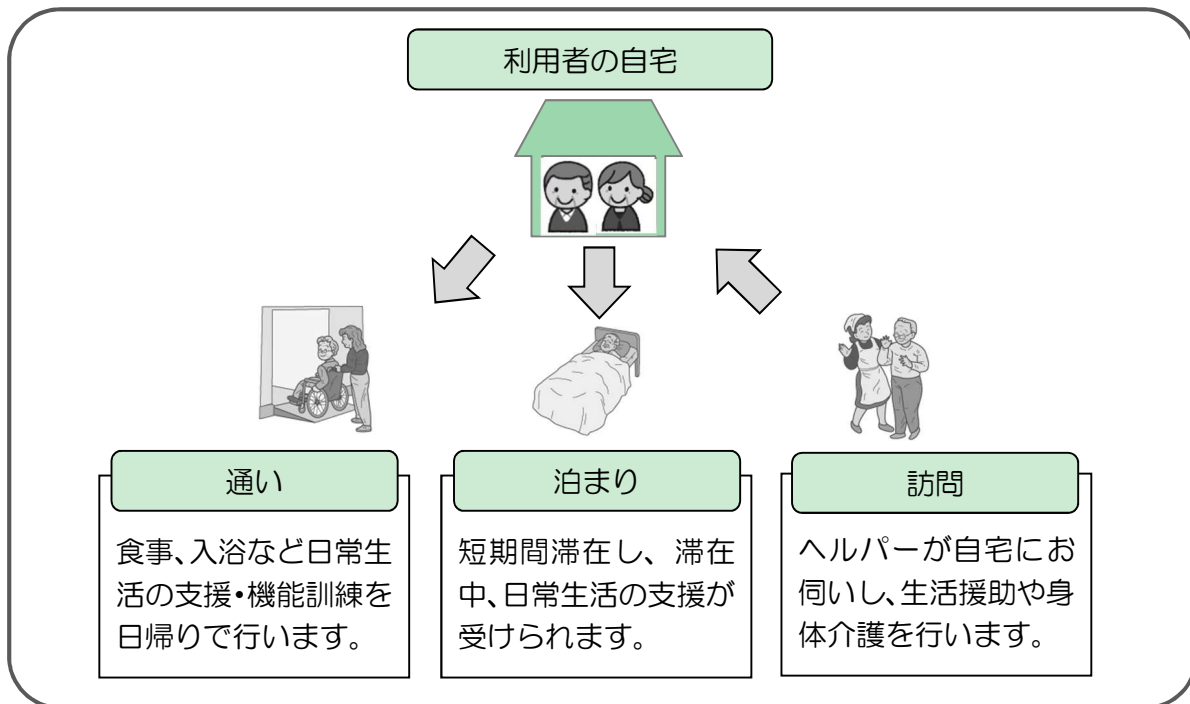 利用者の自宅
通い
食事、入浴など日常生
活の支援・機能訓練を
日帰りで行います。
泊まり
短期間滞在し、滞在
中、日常生活の支援が
受けられます。
訪問
ヘルパーが自宅にお
伺いし、生活援助や身
体介護を行います。